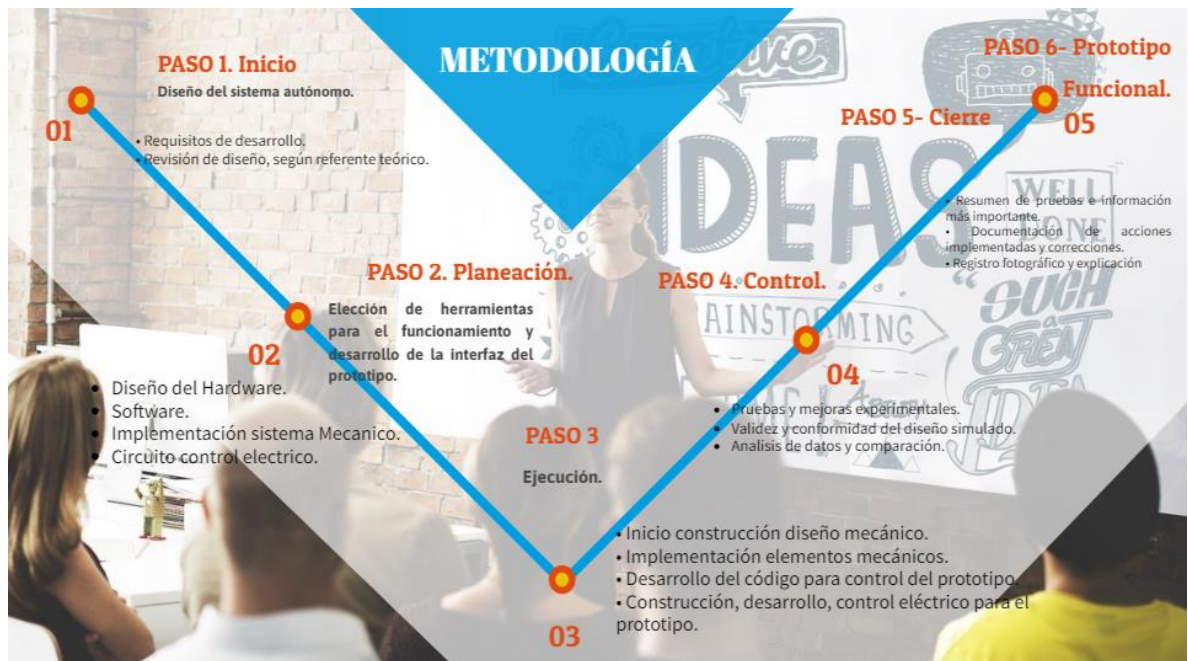 METODOLOGÍA
PASO 1. Inicio
Diseño del sistema autónomo.
01
• Requisitos de desarrollo.
• Revisión de diseño, según referente teórico.
PASO 2. Planeación.
Elección de herramientas
para el funcionamiento y
desarrollo de la interfaz del
prototipo.
02
• Diseño del Hardware.
• Software.
• Implementación sistema Mecanico.
• Circuito control electrico.
PASO 3
Ejecución.
• Inicio construcción diseño mecánico.
• Implementación elementos mecánicos.
• Desarrollo del código para control del prototipo.
• Construcción, desarrollo, control eléctrico para el
prototipo.
03
PASO 4. Control.
04
• Pruebas y mejoras experimentales.
• Validez y conformidad del diseño simulado.
• Analisis de datos y comparación.
PASO 5- Cierre
PASO 6- Prototipo
Funcional.
05
• Resumen de pruebas e información
más importante.
• Documentación de acciones
implementadas y correcciones.
• Registro fotográfico y explicación
IDEAS
WELL
DONE
SUCH
a
GREAT
IDEA